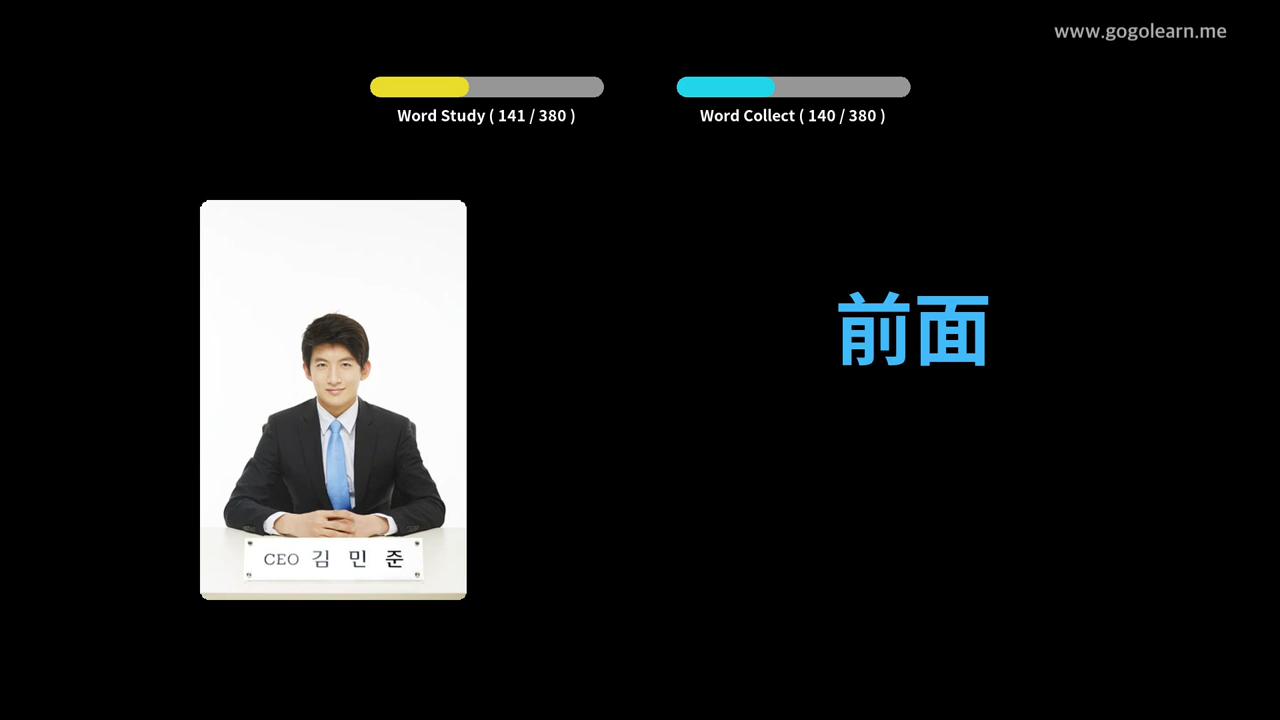 www.gogolearn.me
Word Study ( 141 / 380 )
Word Collect ( 140 / 380 )
前面
CEO 김 민 준